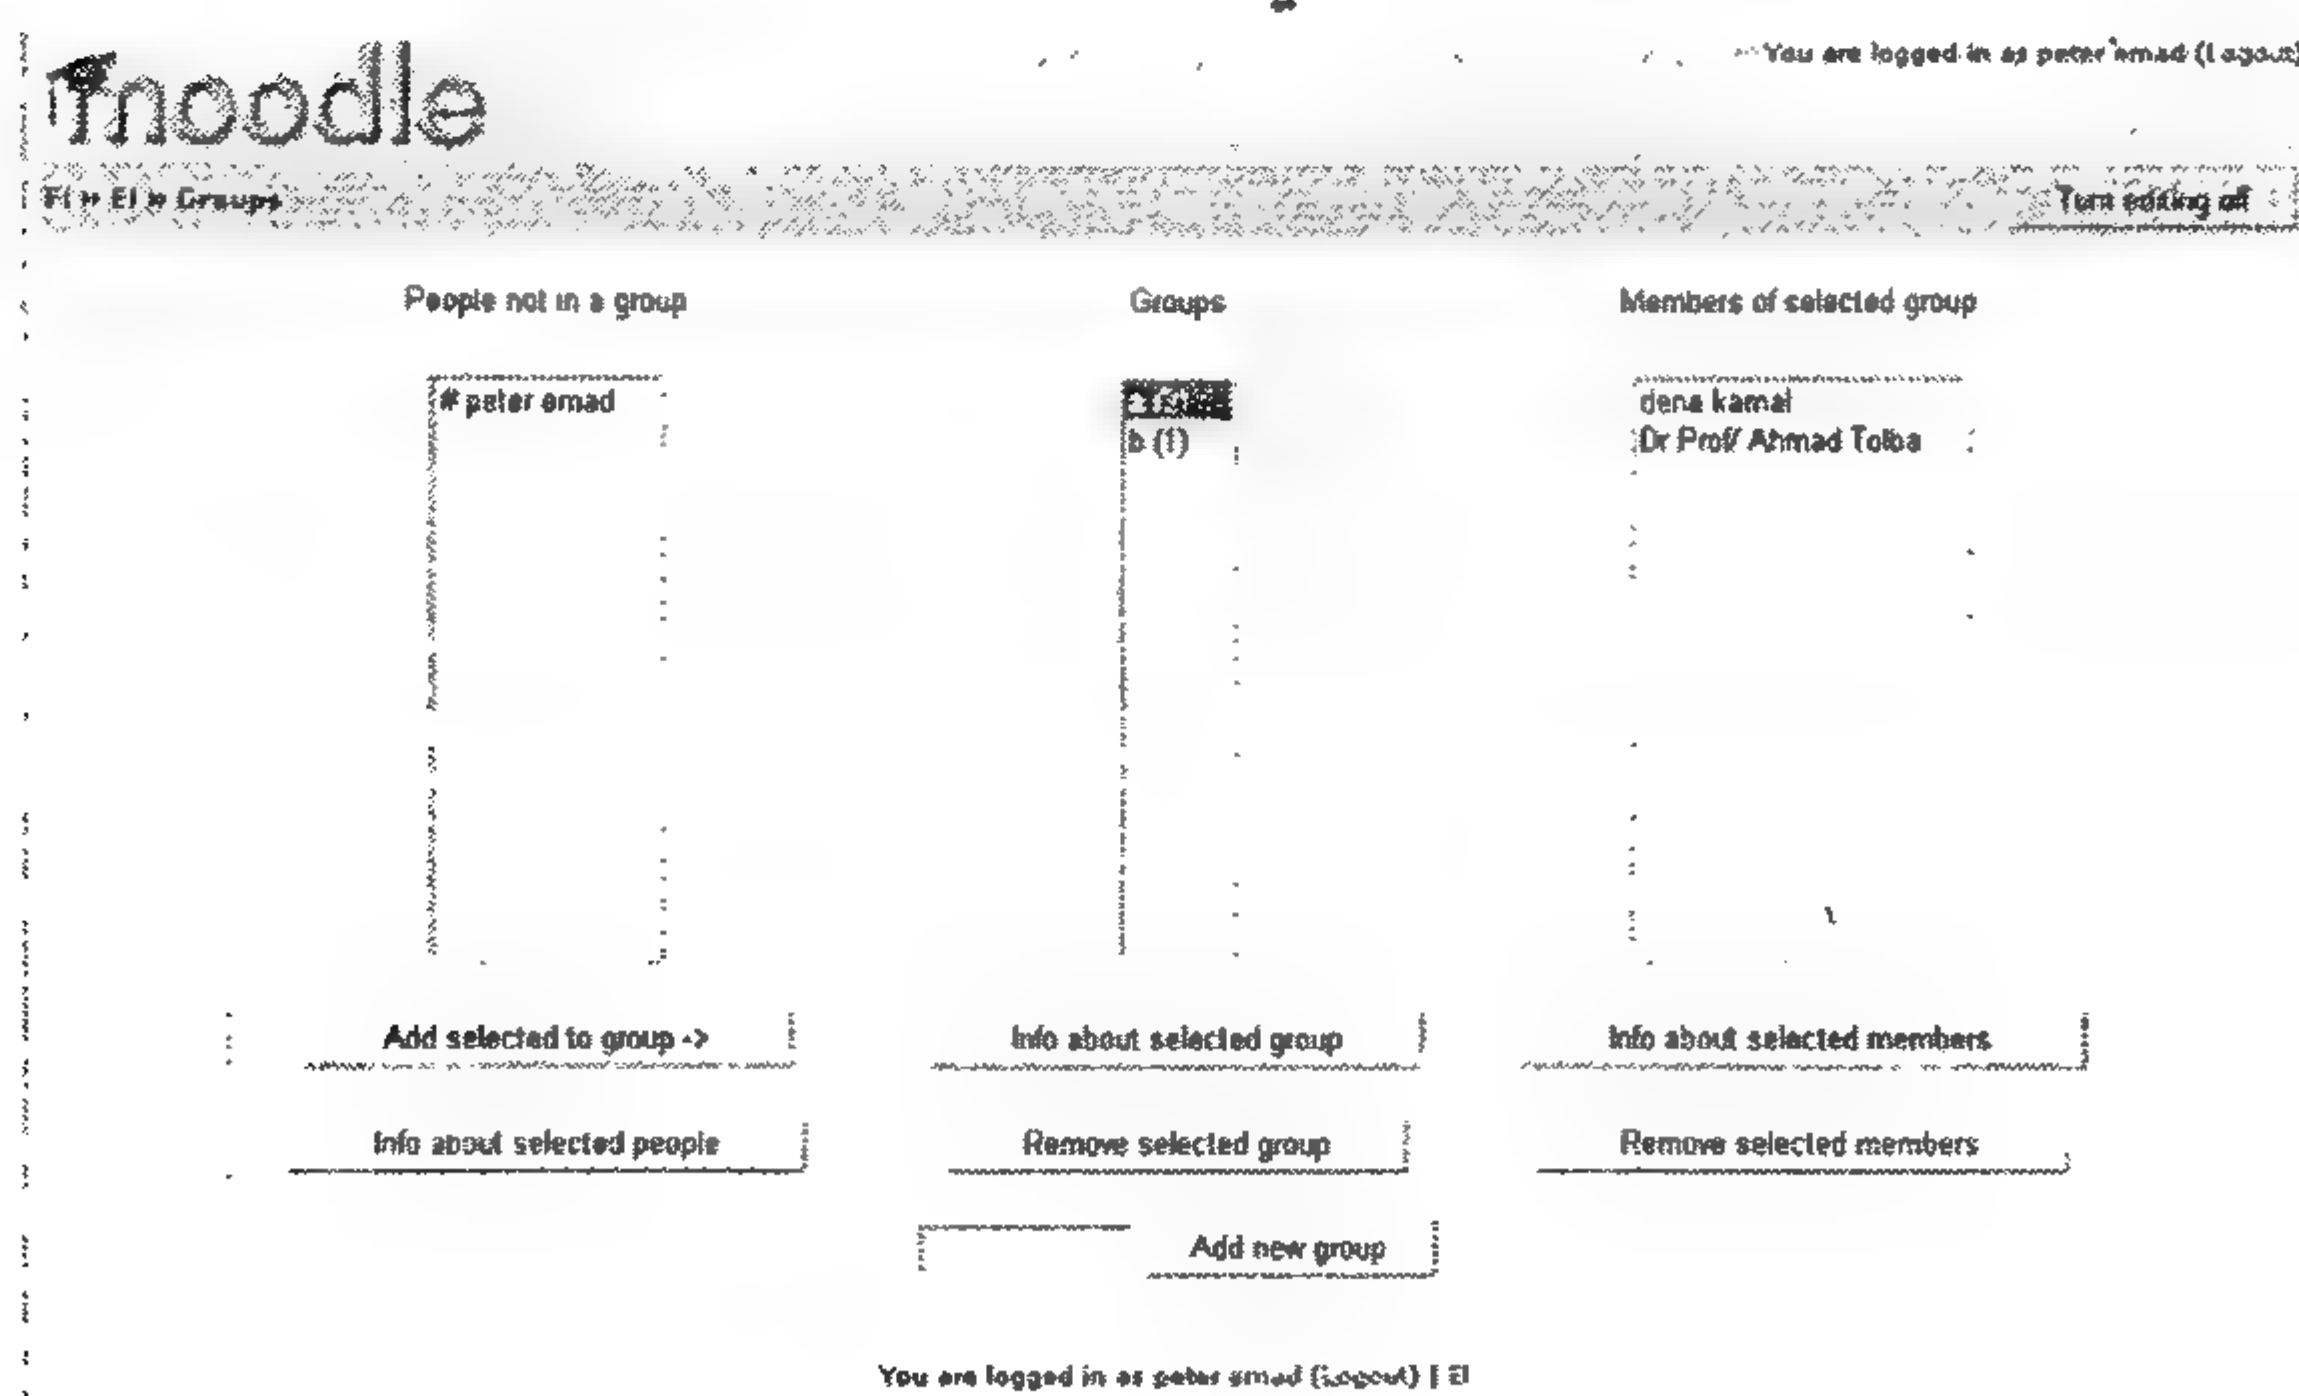 moodle
You are logged in as peter emad (Logout)
FI » EI » Groups
Turn editing off
People not in a group
Groups
Members of selected group
# peter emad
dena kamal
b (1)
Dr Prof/ Ahmad Tolba
Add selected to group ->
Info about selected group
Info about selected members
Info about selected people
Remove selected group
Remove selected members
Add new group
You are logged in as peter emad (Logout) | EI